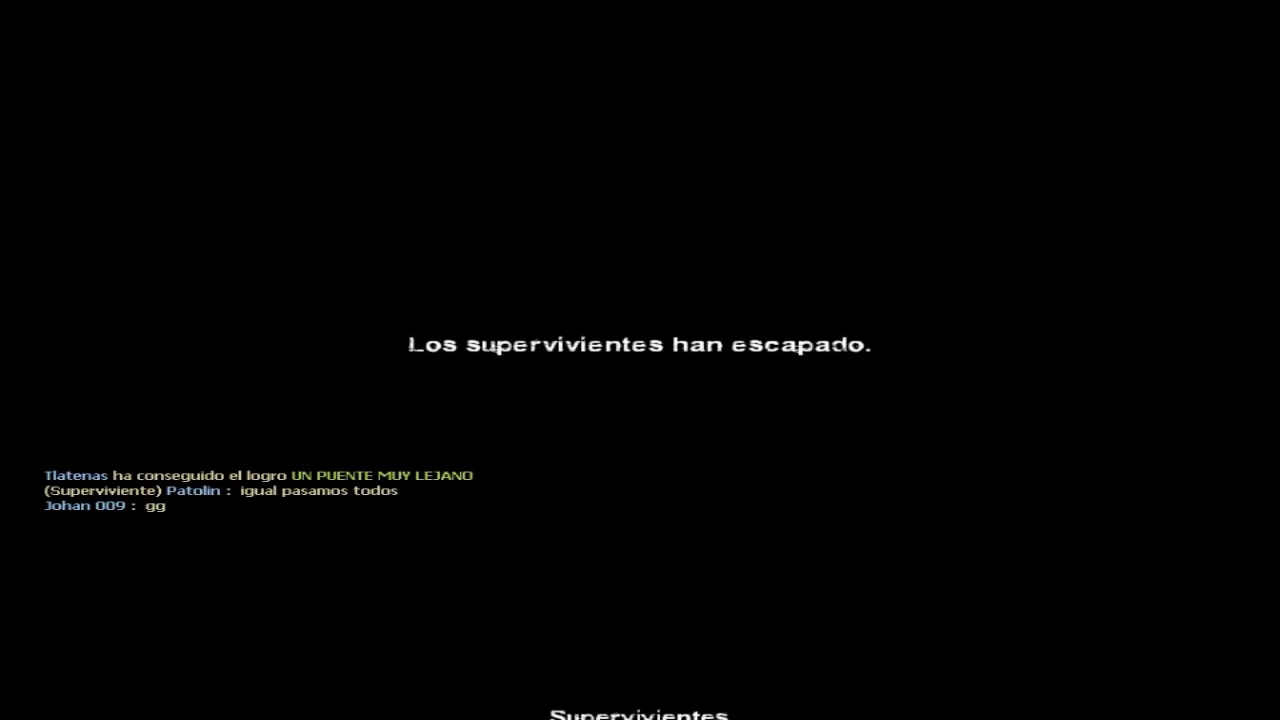 Los supervivientes han escapado.
Tlatenas ha conseguido el logro UN PUENTE MUY LEJANO
(Superviviente) Patolin : igual pasamos todos
Johan 009 : gg
Supervivientes